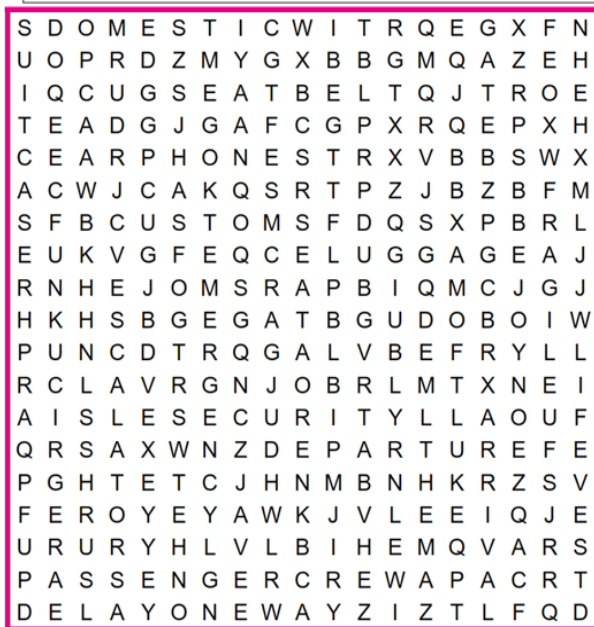 S D O M E S T I C W I T R Q E G X F N
U O P R D Z M Y G X B B G M Q A Z E H
I Q C U G S E A T B E L T Q J T R O E
T E A D G J G A F C G P X R Q E P X H
C E A R P H O N E S T R X V B B S W X
A C W J C A K Q S R T P Z J B Z B F M
S F B C U S T O M S F D Q S X P B R L
E U K V G F E Q C E L U G G A G E A J
R N H E J O M S R A P B I Q M C J G J
H K H S B G E G A T B G U D O B O I W
P U N C D T R Q G A L V B E F R Y L L
R C L A V R G N J O B R L M T X N E I
A I S L E S E C U R I T Y L L A O U F
Q R S A X W N Z D E P A R T U R E F E
P G H T E T C J H N M B N H K R Z S V
F E R O Y E Y A W K J V L E E I Q J E
U R U R Y H L V L B I H E M Q V A R S
P A S S E N G E R C R E W A P A C R T
D E L A Y O N E W A Y Z I Z T L F Q D